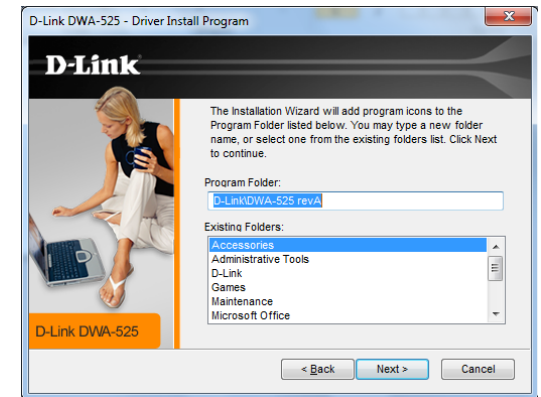 D-Link DWA-525 - Driver Install Program
D-Link
The Installation Wizard will add program icons to the
Program Folder listed below. You may type a new folder
name, or select one from the existing folders list. Click Next
to continue.
Program Folder:
D-Link\DWA-525 revA
Existing Folders:
Accessories
Administrative Tools
D-Link
Games
Maintenance
Microsoft Office
D-Link DWA-525
< Back
Next >
Cancel